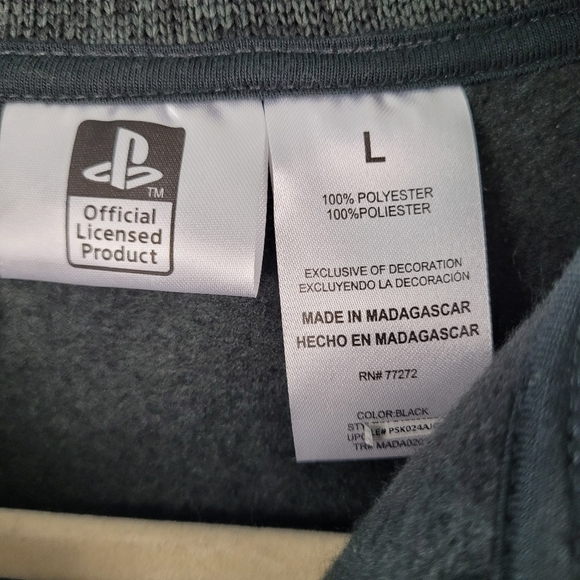 TM
Official
Licensed
Product
L
100% POLYESTER
100%POLIESTER
EXCLUSIVE OF DECORATION
EXCLUYENDO LA DECORACIÓN
MADE IN MADAGASCAR
HECHO EN MADAGASCAR
RN# 77272
COLOR:BLACK